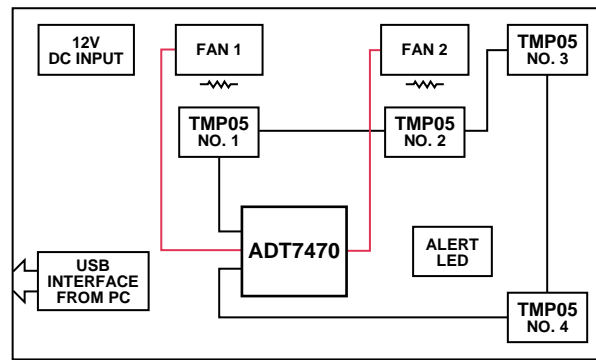 12V
DC INPUT
FAN 1
FAN 2
TMP05
NO. 3
TMP05
NO. 1
TMP05
NO. 2
ADT7470
ALERT
LED
USB
INTERFACE
FROM PC
TMP05
NO. 4